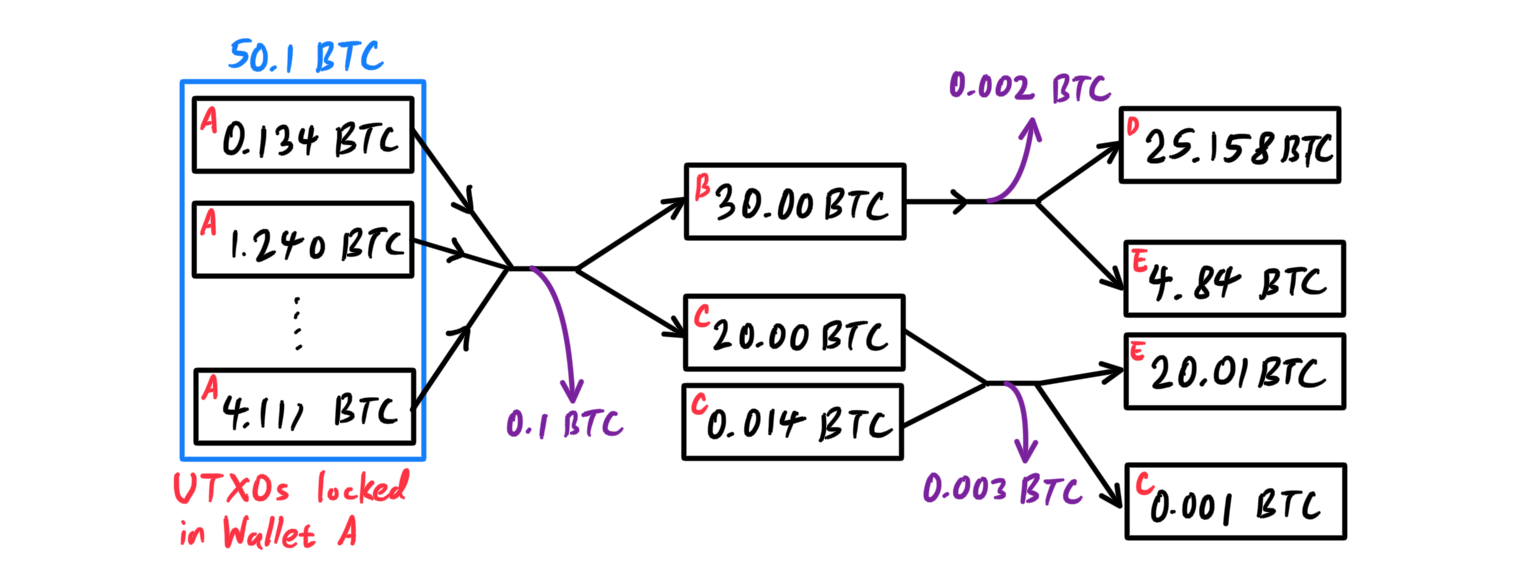 50.1 BTC
A 0.134 BTC
A 1.240 BTC
A 4.117 BTC
UTXOs locked
in Wallet A
0.1 BTC
B 30.00 BTC
C 20.00 BTC
C 0.014 BTC
0.002 BTC
0.003 BTC
D 25.158 BTC
E 4.84 BTC
E 20.01 BTC
C 0.001 BTC